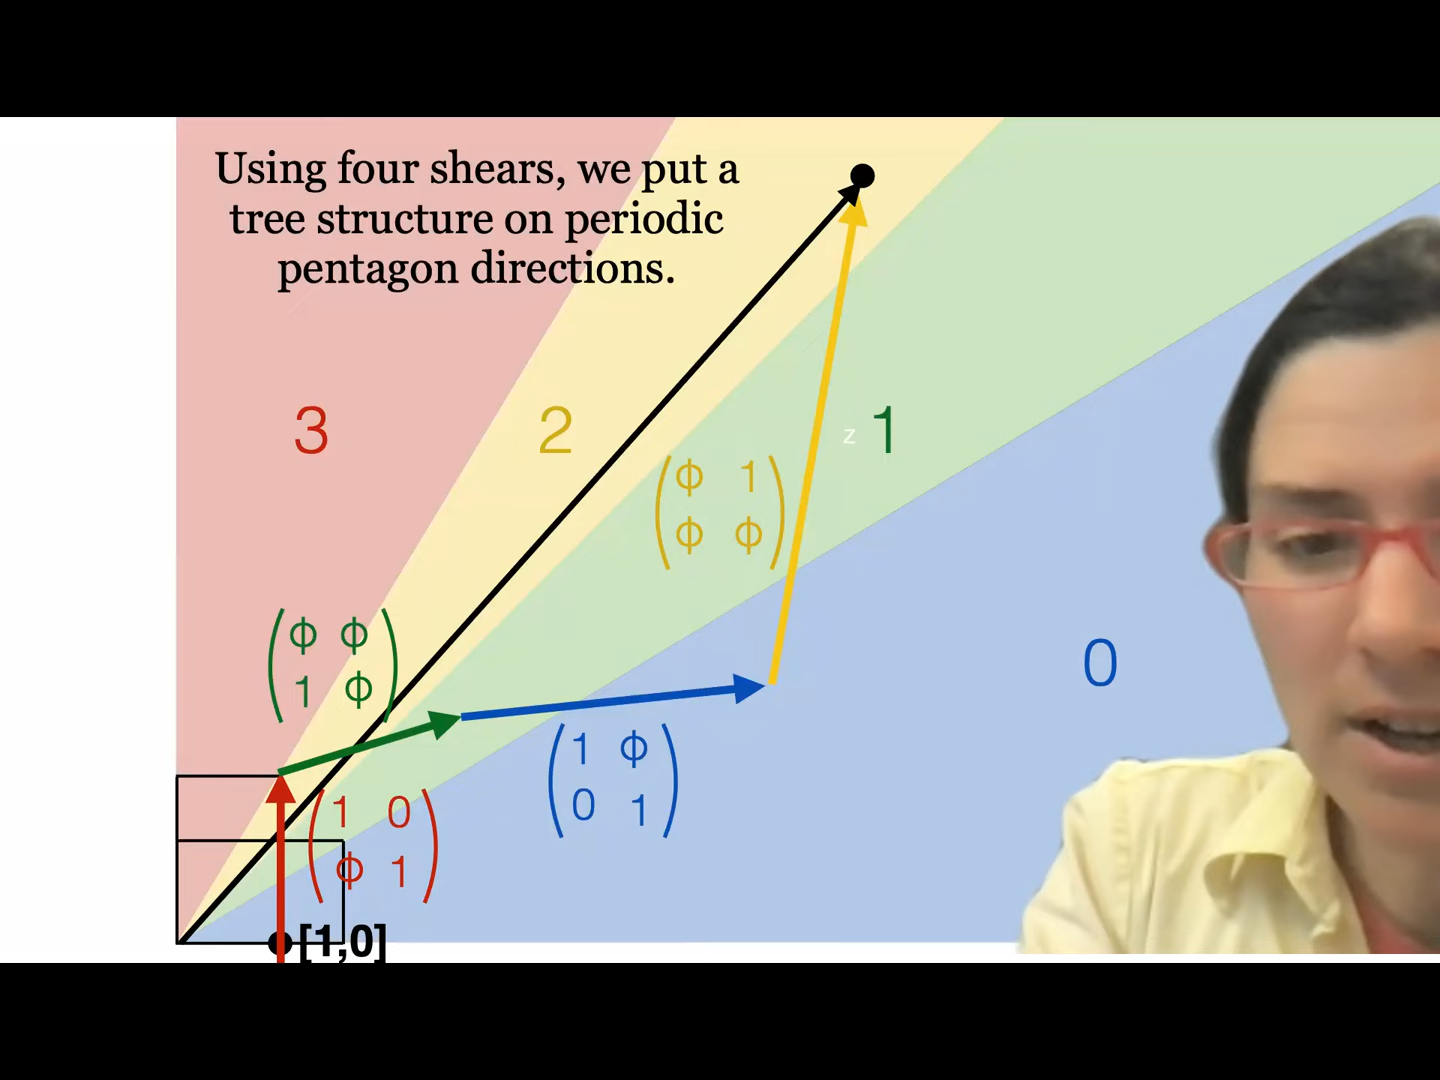 Using four shears, we put a
tree structure on periodic
pentagon directions.
3
2
z
1
ϕ 1
ϕ ϕ
ϕ ϕ
1 ϕ
0
1 ϕ
0 1
1 0
ϕ 1
[1,0]